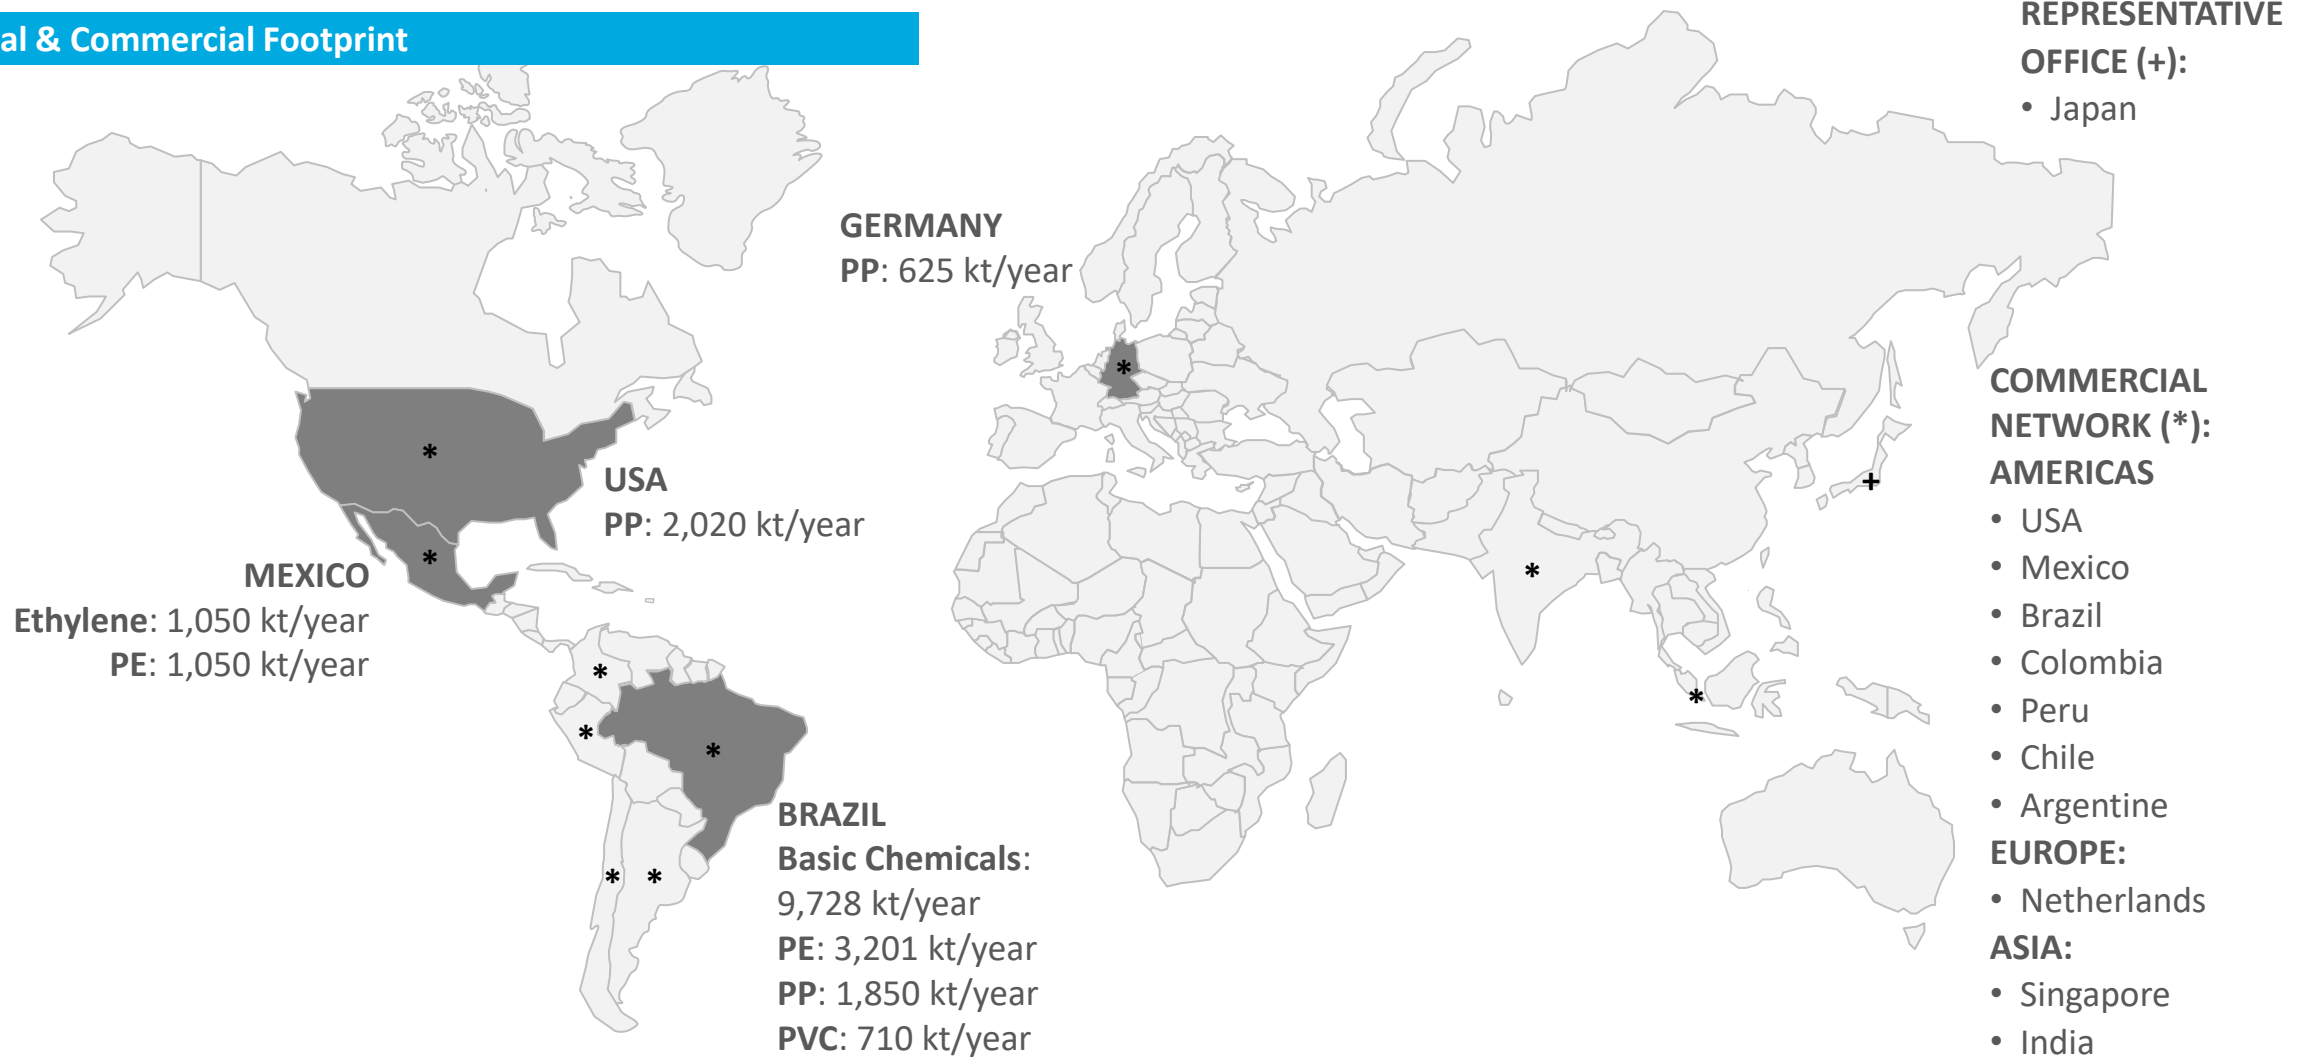 al & Commercial Footprint
REPRESENTATIVE
OFFICE (+):
• Japan
GERMANY
PP: 625 kt/year
USA
PP: 2,020 kt/year
MEXICO
Ethylene: 1,050 kt/year
PE: 1,050 kt/year
BRAZIL
Basic Chemicals:
9,728 kt/year
PE: 3,201 kt/year
PP: 1,850 kt/year
PVC: 710 kt/year
COMMERCIAL
NETWORK (*):
AMERICAS
• USA
• Mexico
• Brazil
• Colombia
• Peru
• Chile
• Argentine
EUROPE:
• Netherlands
ASIA:
• Singapore
• India